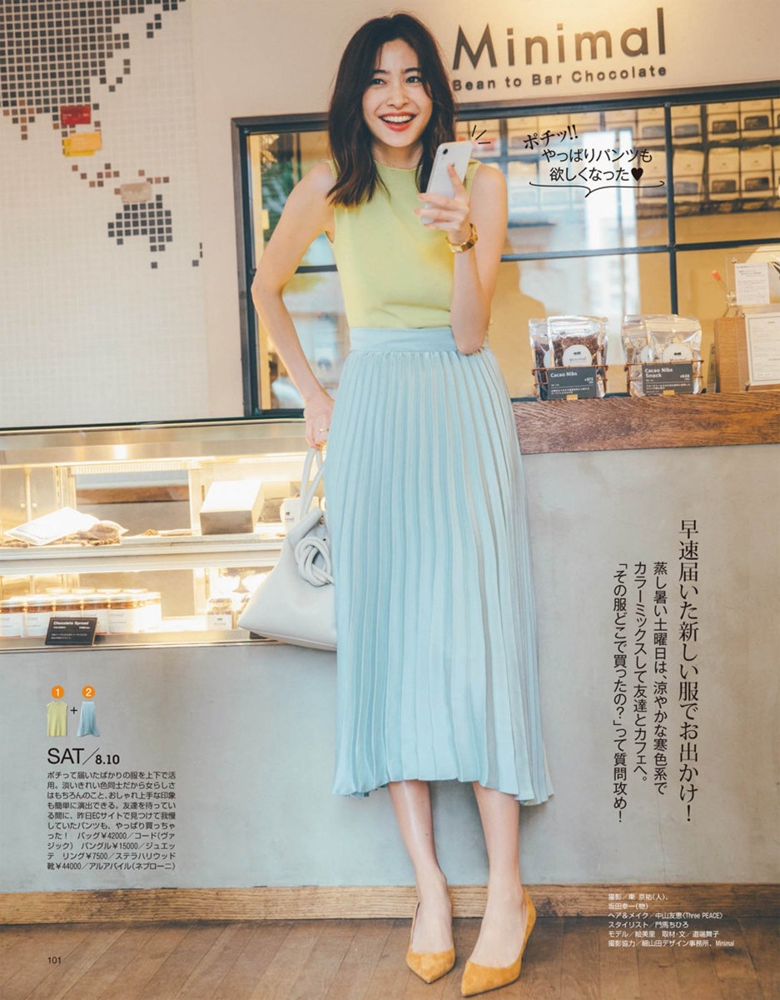 Minimal
Bean to Bar Chocolate
ポチッ!!
やっぱりパンツも
欲しくなった♥
Cacao Nibs
¥972
Cacao Nibs
Snack
Chocolate Spread
早速届いた新しい服でお出かけ！
蒸し暑い土曜日は、涼やかな寒色系で
カラーミックスして友達とカフェへ。
「その服どこで買ったの？」って質問攻め！
1
+
2
SAT/8.10
ポチって届いたばかりの服を上下で活
用。淡いきれい色同士だから女らしさ
はもちろんのこと、おしゃれ上手な印象
も簡単に演出できる。友達を待ってい
る間に、昨日ECサイトで見つけて我慢
していたパンツも、やっぱり買っちゃ
った！　バッグ¥42000／コード（ヴァ
ジック）　バングル¥15000／ジュエッ
テ　リング¥7500／ステラハリウッド
靴¥44000／アルアバイル（ネブローニ）
撮影／東 京祐（人）、
坂田幸一（物）
ヘア＆メイク／中山友恵（Three PEACE）
スタイリスト／門馬ちひろ
モデル／絵美里　取材・文／道端舞子
撮影協力／細山田デザイン事務所、Minimal
101